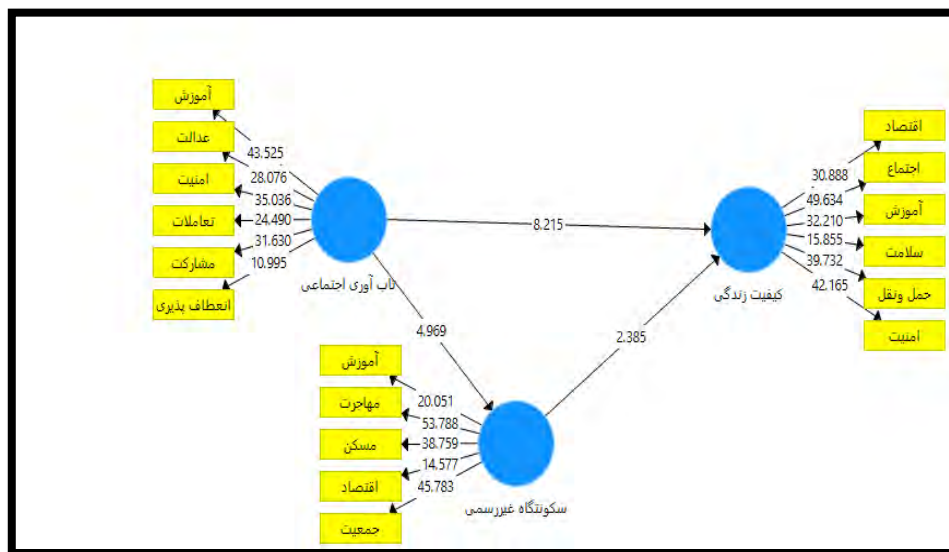 آموزش
عدالت
امنیت
تعاملات
مشارکت
انعطاف پذیری
43.525
28.076
35.036
24.490
31.630
10.995
تاب آوری اجتماعی
8.215
4.969
2.385
آموزش
مهاجرت
مسکن
اقتصاد
جمعیت
20.051
53.788
38.759
14.577
45.783
سکونتگاه غیررسمی
اقتصاد
اجتماع
آموزش
سلامت
حمل ونقل
امنیت
30.888
49.634
32.210
15.855
39.732
42.165
کیفیت زندگی